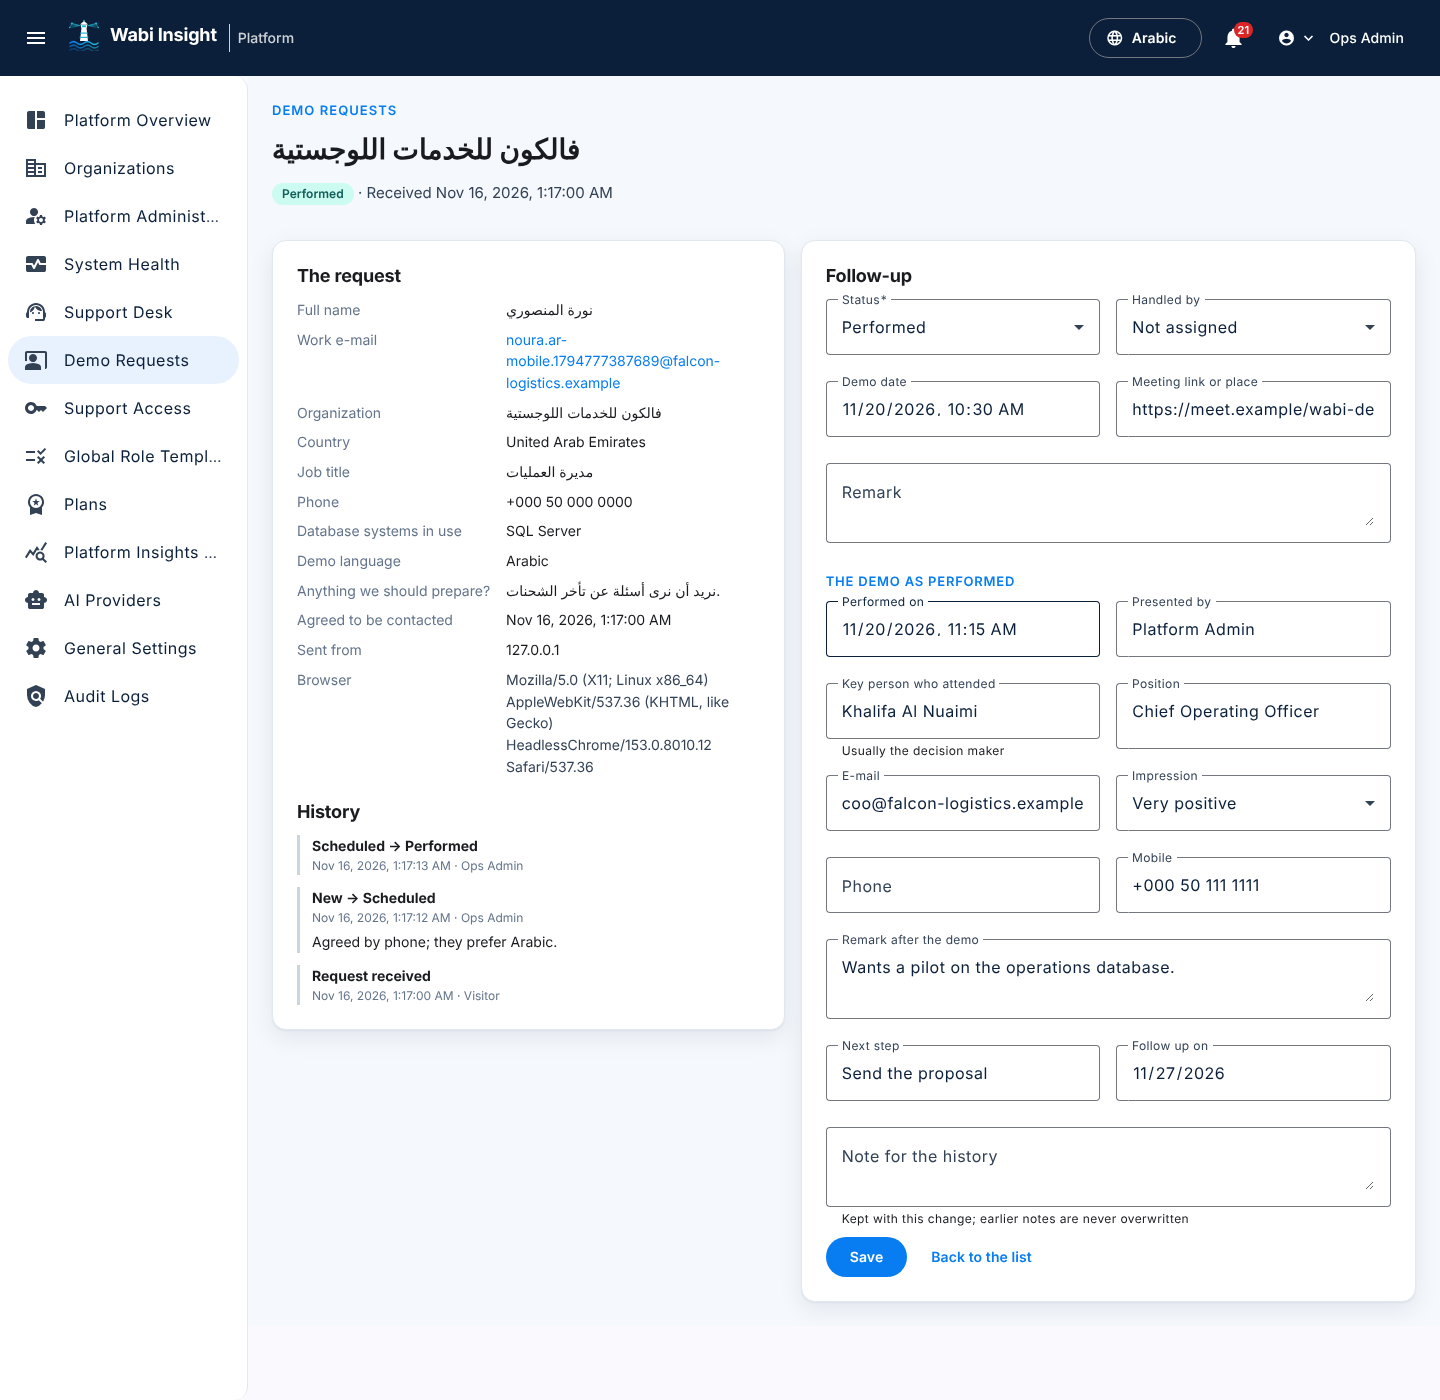 Wabi Insight
Platform
Arabic
21
Ops Admin
Platform Overview
Organizations
Platform Administ...
System Health
Support Desk
Demo Requests
Support Access
Global Role Templ...
Plans
Platform Insights ...
AI Providers
General Settings
Audit Logs
DEMO REQUESTS
فالكون للخدمات اللوجستية
Performed · Received Nov 16, 2026, 1:17:00 AM
The request
Full name نورة المنصوري
Work e-mail noura.ar-
mobile.1794777387689@falcon-
logistics.example
Organization فالكون للخدمات اللوجستية
Country United Arab Emirates
Job title مديرة العمليات
Phone +000 50 000 0000
Database systems in use SQL Server
Demo language Arabic
Anything we should prepare? نريد أن نرى أسئلة عن تأخر الشحنات.
Agreed to be contacted Nov 16, 2026, 1:17:00 AM
Sent from 127.0.0.1
Browser Mozilla/5.0 (X11; Linux x86_64)
AppleWebKit/537.36 (KHTML, like
Gecko)
HeadlessChrome/153.0.8010.12
Safari/537.36
History
Scheduled → Performed
Nov 16, 2026, 1:17:13 AM · Ops Admin
New → Scheduled
Nov 16, 2026, 1:17:12 AM · Ops Admin
Agreed by phone; they prefer Arabic.
Request received
Nov 16, 2026, 1:17:00 AM · Visitor
Follow-up
Status*
Performed
Handled by
Not assigned
Demo date
11/20/2026, 10:30 AM
Meeting link or place
https://meet.example/wabi-de
Remark
THE DEMO AS PERFORMED
Performed on
11/20/2026, 11:15 AM
Presented by
Platform Admin
Key person who attended
Khalifa Al Nuaimi
Usually the decision maker
Position
Chief Operating Officer
E-mail
coo@falcon-logistics.example
Impression
Very positive
Phone
Mobile
+000 50 111 1111
Remark after the demo
Wants a pilot on the operations database.
Next step
Send the proposal
Follow up on
11/27/2026
Note for the history
Kept with this change; earlier notes are never overwritten
Save
Back to the list